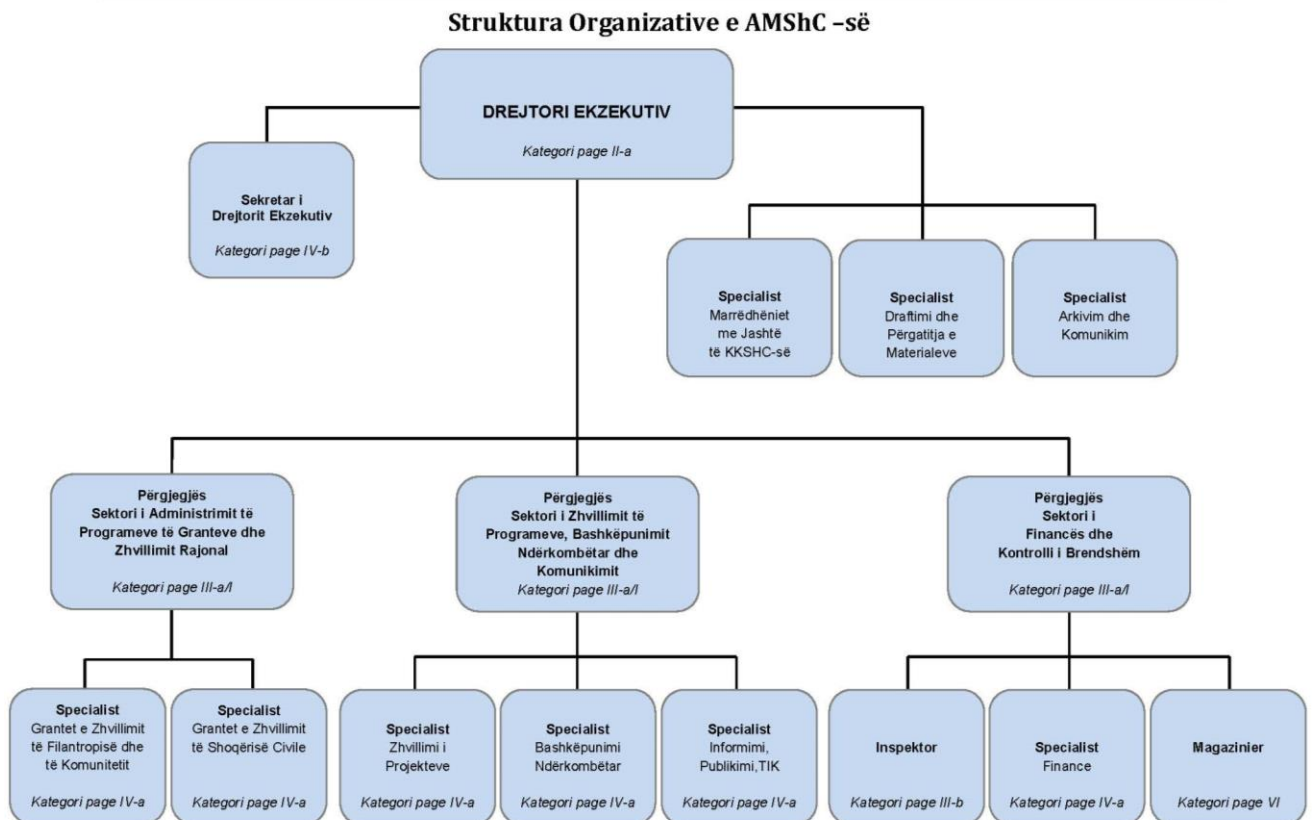 Struktura Organizative e AMShC –së
DREJTORI EKZEKUTIV
Kategori page II-a
Sekretar i
Drejtorit Ekzekutiv
Kategori page IV-b
Specialist
Marrëdhëniet
me Jashtë
të KKSHC-së
Specialist
Draftimi dhe
Përgatitja e
Materialeve
Specialist
Arkivim dhe
Komunikim
Përgjegjës
Sektori i Administrimit të
Programeve të Granteve dhe
Zhvillimit Rajonal
Kategori page III-a/I
Përgjegjës
Sektori i Zhvillimit të
Programeve, Bashkëpunimit
Ndërkombëtar dhe
Komunikimit
Kategori page III-a/I
Përgjegjës
Sektori i
Financës dhe
Kontrolli i Brendshëm
Kategori page III-a/I
Specialist
Grantet e Zhvillimit
të Filantropisë dhe
të Komunitetit
Kategori page IV-a
Specialist
Grantet e Zhvillimit
të Shoqërisë Civile
Kategori page IV-a
Specialist
Zhvillimi i
Projekteve
Kategori page IV-a
Specialist
Bashkëpunimi
Ndërkombëtar
Kategori page IV-a
Specialist
Informimi,
Publikimi,TIK
Kategori page IV-a
Inspektor
Kategori page III-b
Specialist
Finance
Kategori page IV-a
Magazinier
Kategori page VI